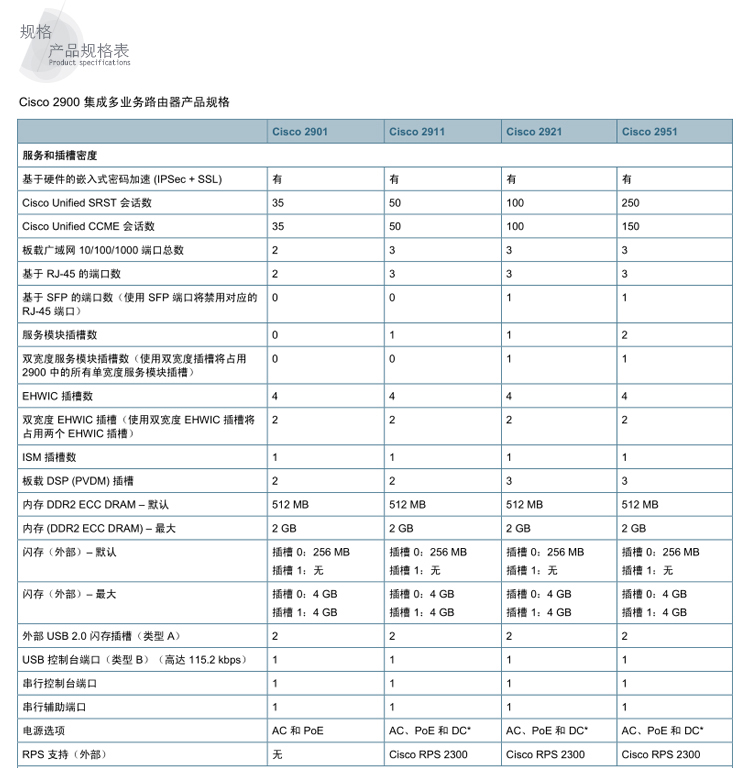 规格
产品规格表
Product specifications
Cisco 2900 集成多业务路由器产品规格
Cisco 2901 Cisco 2911 Cisco 2921 Cisco 2951
服务和插槽密度
基于硬件的嵌入式密码加速 (IPSec + SSL) 有 有 有 有
Cisco Unified SRST 会话数 35 50 100 250
Cisco Unified CCME 会话数 35 50 100 150
板载广域网 10/100/1000 端口总数 2 3 3 3
基于 RJ-45 的端口数 2 3 3 3
基于 SFP 的端口数（使用 SFP 端口将禁用对应的 0 0 1 1
RJ-45 端口）
服务模块插槽数 0 1 1 2
双宽度服务模块插槽数（使用双宽度插槽将占用 0 0 1 1
2900 中的所有单宽度服务模块插槽）
EHWIC 插槽数 4 4 4 4
双宽度 EHWIC 插槽（使用双宽度 EHWIC 插槽将 2 2 2 2
占用两个 EHWIC 插槽）
ISM 插槽数 1 1 1 1
板载 DSP (PVDM) 插槽 2 2 3 3
内存 DDR2 ECC DRAM – 默认 512 MB 512 MB 512 MB 512 MB
内存 (DDR2 ECC DRAM) – 最大 2 GB 2 GB 2 GB 2 GB
闪存（外部）– 默认 插槽 0：256 MB 插槽 0：256 MB 插槽 0：256 MB 插槽 0：256 MB
插槽 1：无 插槽 1：无 插槽 1：无 插槽 1：无
闪存（外部）– 最大 插槽 0：4 GB 插槽 0：4 GB 插槽 0：4 GB 插槽 0：4 GB
插槽 1：4 GB 插槽 1：4 GB 插槽 1：4 GB 插槽 1：4 GB
外部 USB 2.0 闪存插槽（类型 A） 2 2 2 2
USB 控制台端口（类型 B）（高达 115.2 kbps） 1 1 1 1
串行控制台端口 1 1 1 1
串行辅助端口 1 1 1 1
电源选项 AC 和 PoE AC、PoE 和 DC* AC、PoE 和 DC* AC、PoE 和 DC*
RPS 支持（外部） 无 Cisco RPS 2300 Cisco RPS 2300 Cisco RPS 2300